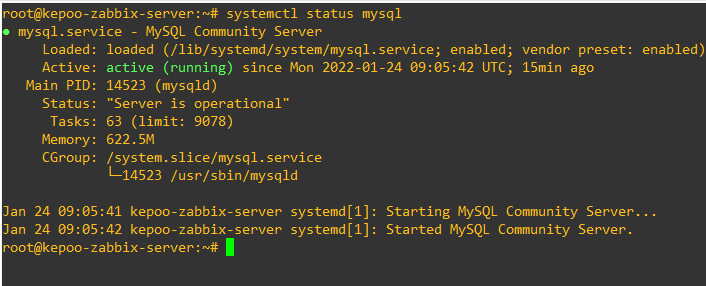 root@kepoo-zabbix-server:~# systemctl status mysql
● mysql.service - MySQL Community Server
     Loaded: loaded (/lib/systemd/system/mysql.service; enabled; vendor preset: enabled)
     Active: active (running) since Mon 2022-01-24 09:05:42 UTC; 15min ago
   Main PID: 14523 (mysqld)
     Status: "Server is operational"
      Tasks: 63 (limit: 9078)
     Memory: 622.5M
     CGroup: /system.slice/mysql.service
             └─14523 /usr/sbin/mysqld

Jan 24 09:05:41 kepoo-zabbix-server systemd[1]: Starting MySQL Community Server...
Jan 24 09:05:42 kepoo-zabbix-server systemd[1]: Started MySQL Community Server.
root@kepoo-zabbix-server:~#